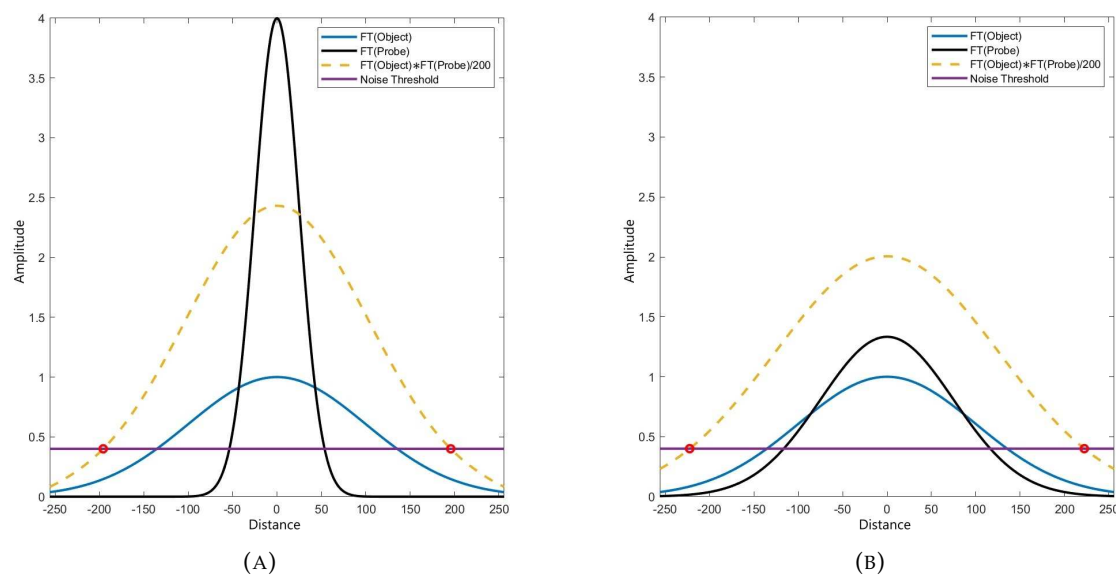 4
3.5
3
2.5
2
1.5
1
0.5
0
Amplitude
FT(Object)
FT(Probe)
FT(Object)∗FT(Probe)/200
Noise Threshold
-250 -200 -150 -100 -50 0 50 100 150 200 250
Distance
(A)
4
3.5
3
2.5
2
1.5
1
0.5
0
Amplitude
FT(Object)
FT(Probe)
FT(Object)∗FT(Probe)/200
Noise Threshold
-250 -200 -150 -100 -50 0 50 100 150 200 250
Distance
(B)